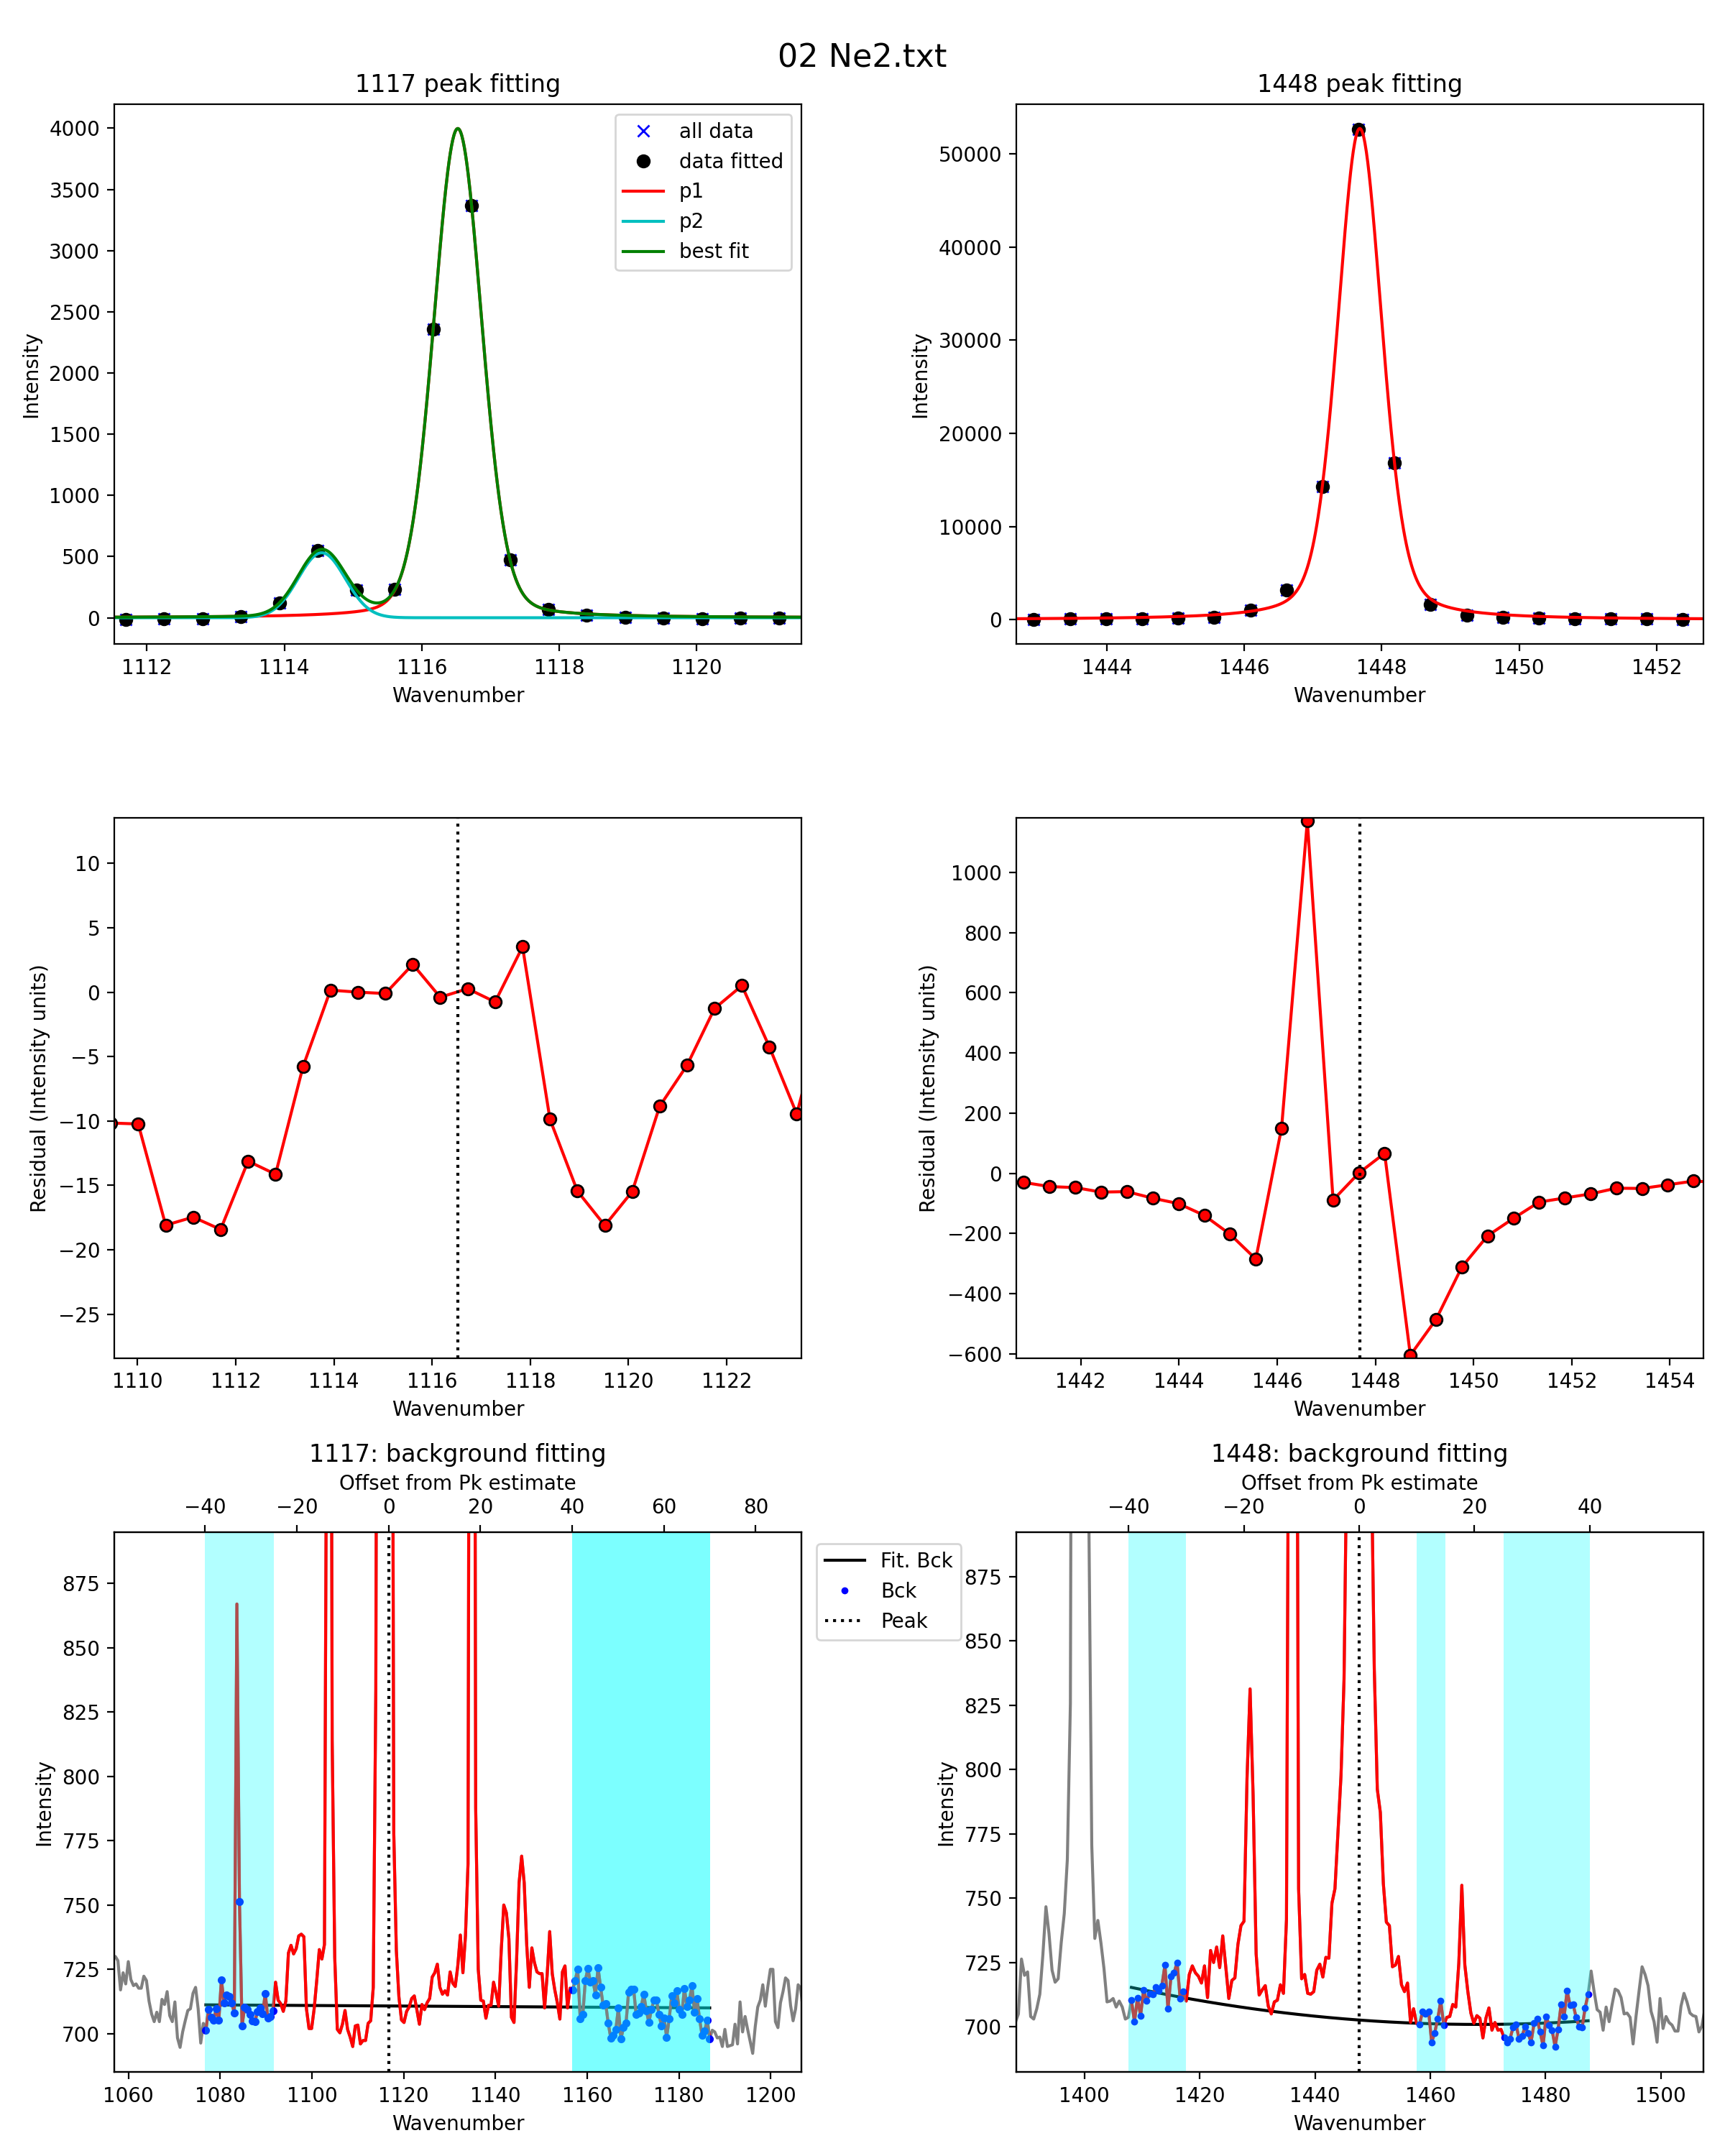 02 Ne2.txt
1117 peak fitting
4000
3500
3000
2500
2000
1500
1000
500
0
Intensity
all data
data fitted
p1
p2
best fit
1112 1114 1116 1118 1120
Wavenumber
1448 peak fitting
50000
40000
30000
20000
10000
0
Intensity
1444 1446 1448 1450 1452
Wavenumber
10
5
0
−5
−10
−15
−20
−25
Residual (Intensity units)
1110 1112 1114 1116 1118 1120 1122
Wavenumber
1000
800
600
400
200
0
−200
−400
−600
Residual (Intensity units)
1442 1444 1446 1448 1450 1452 1454
Wavenumber
1117: background fitting
Offset from Pk estimate
−40 −20 0 20 40 60 80
875
850
825
800
775
750
725
700
Intensity
1060 1080 1100 1120 1140 1160 1180 1200
Wavenumber
Fit. Bck
Bck
Peak
1448: background fitting
Offset from Pk estimate
−40 −20 0 20 40
875
850
825
800
775
750
725
700
Intensity
1400 1420 1440 1460 1480 1500
Wavenumber